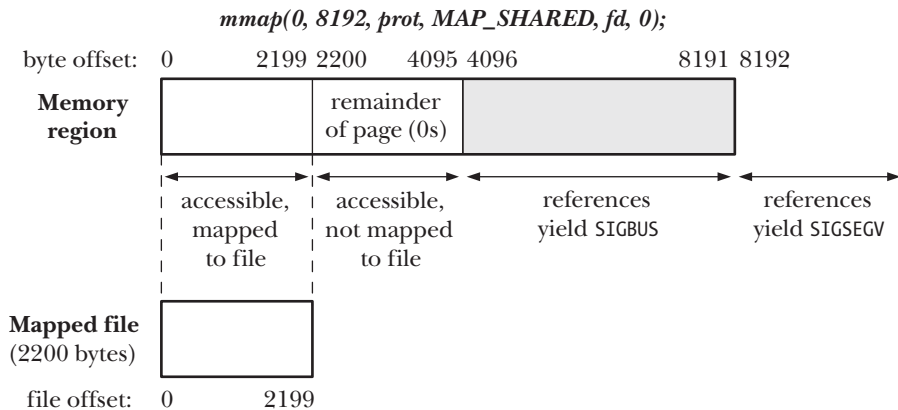 mmap(0, 8192, prot, MAP_SHARED, fd, 0);
byte offset: 0 2199 2200 4095 4096 8191 8192
Memory region
remainder of page (0s)
accessible, mapped to file
accessible, not mapped to file
references yield SIGBUS
references yield SIGSEGV
Mapped file
(2200 bytes)
file offset: 0 2199